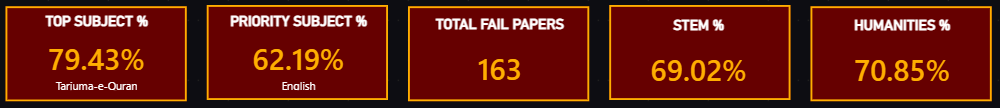 TOP SUBJECT %
79.43%
Tarjuma-e-Quran
PRIORITY SUBJECT %
62.19%
English
TOTAL FAIL PAPERS
163
STEM %
69.02%
HUMANITIES %
70.85%